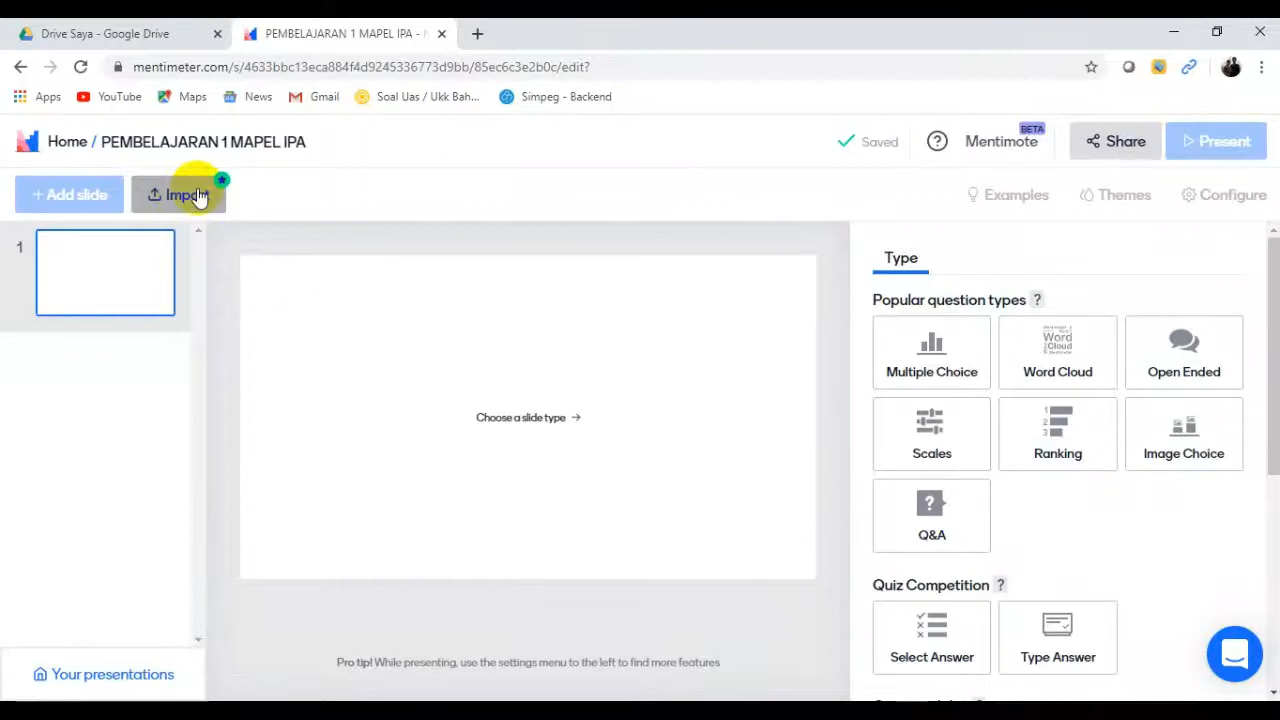 Drive Saya - Google Drive
PEMBELAJARAN 1 MAPEL IPA -
mentimeter.com/s/4633bbc13eca884f4d9245336773d9bb/85ec6c3e2b0c/edit?
Apps YouTube Maps News Gmail Soal Uas / Ukk Bah... Simpeg - Backend
Home / PEMBELAJARAN 1 MAPEL IPA
Saved
?
Mentimote BETA
Share
Present
+ Add slide
Import
Examples
Themes
Configure
1
Choose a slide type →
Pro tip! While presenting, use the settings menu to the left to find more features
Your presentations
Type
Popular question types ?
Multiple Choice
Word Cloud
Open Ended
Scales
Ranking
Image Choice
Q&A
Quiz Competition ?
Select Answer
Type Answer